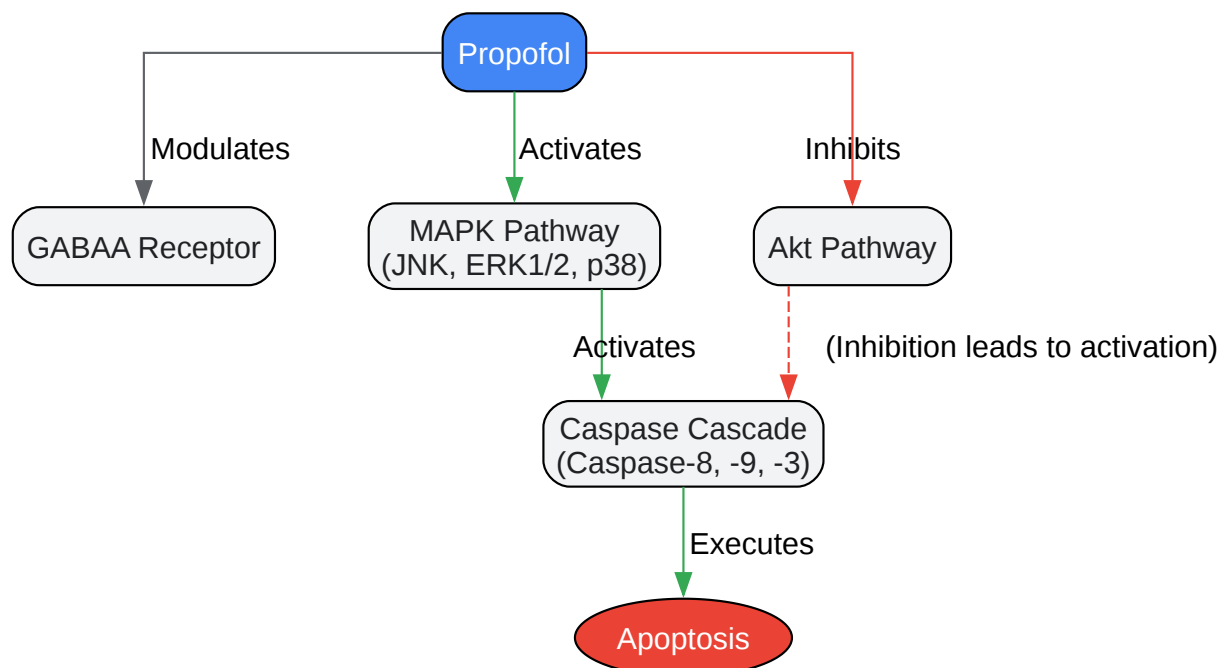 Propofol
Modulates
Activates
Inhibits
GABAA Receptor
MAPK Pathway
(JNK, ERK1/2, p38)
Akt Pathway
Activates
(Inhibition leads to activation)
Caspase Cascade
(Caspase-8, -9, -3)
Executes
Apoptosis